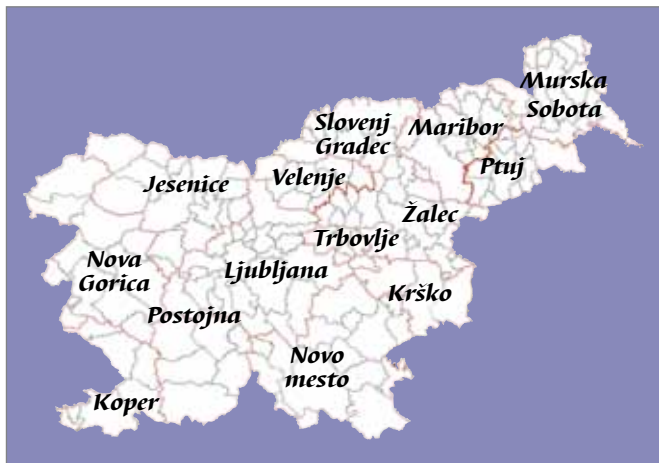 Murska
Sobota
Slovenj
Gradec
Maribor
Ptuj
Jesenice
Velenje
Žalec
Trbovlje
Nova
Gorica
Ljubljana
Krško
Postojna
Novo
mesto
Koper